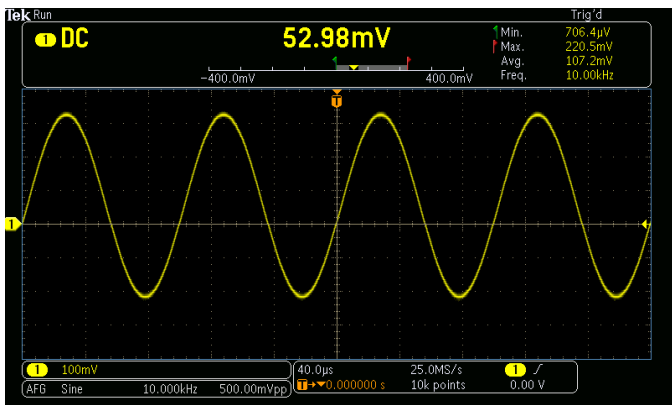 Tek Run Trig'd
1 DC 52.98mV
Min. 706.4µV
Max. 220.5mV
Avg. 107.2mV
Freq. 10.00kHz
-400.0mV 400.0mV
T
1
1 100mV
40.0µs 25.0MS/s 1
T→▼0.000000 s 10k points 0.00 V
AFG Sine 10.000kHz 500.00mVpp